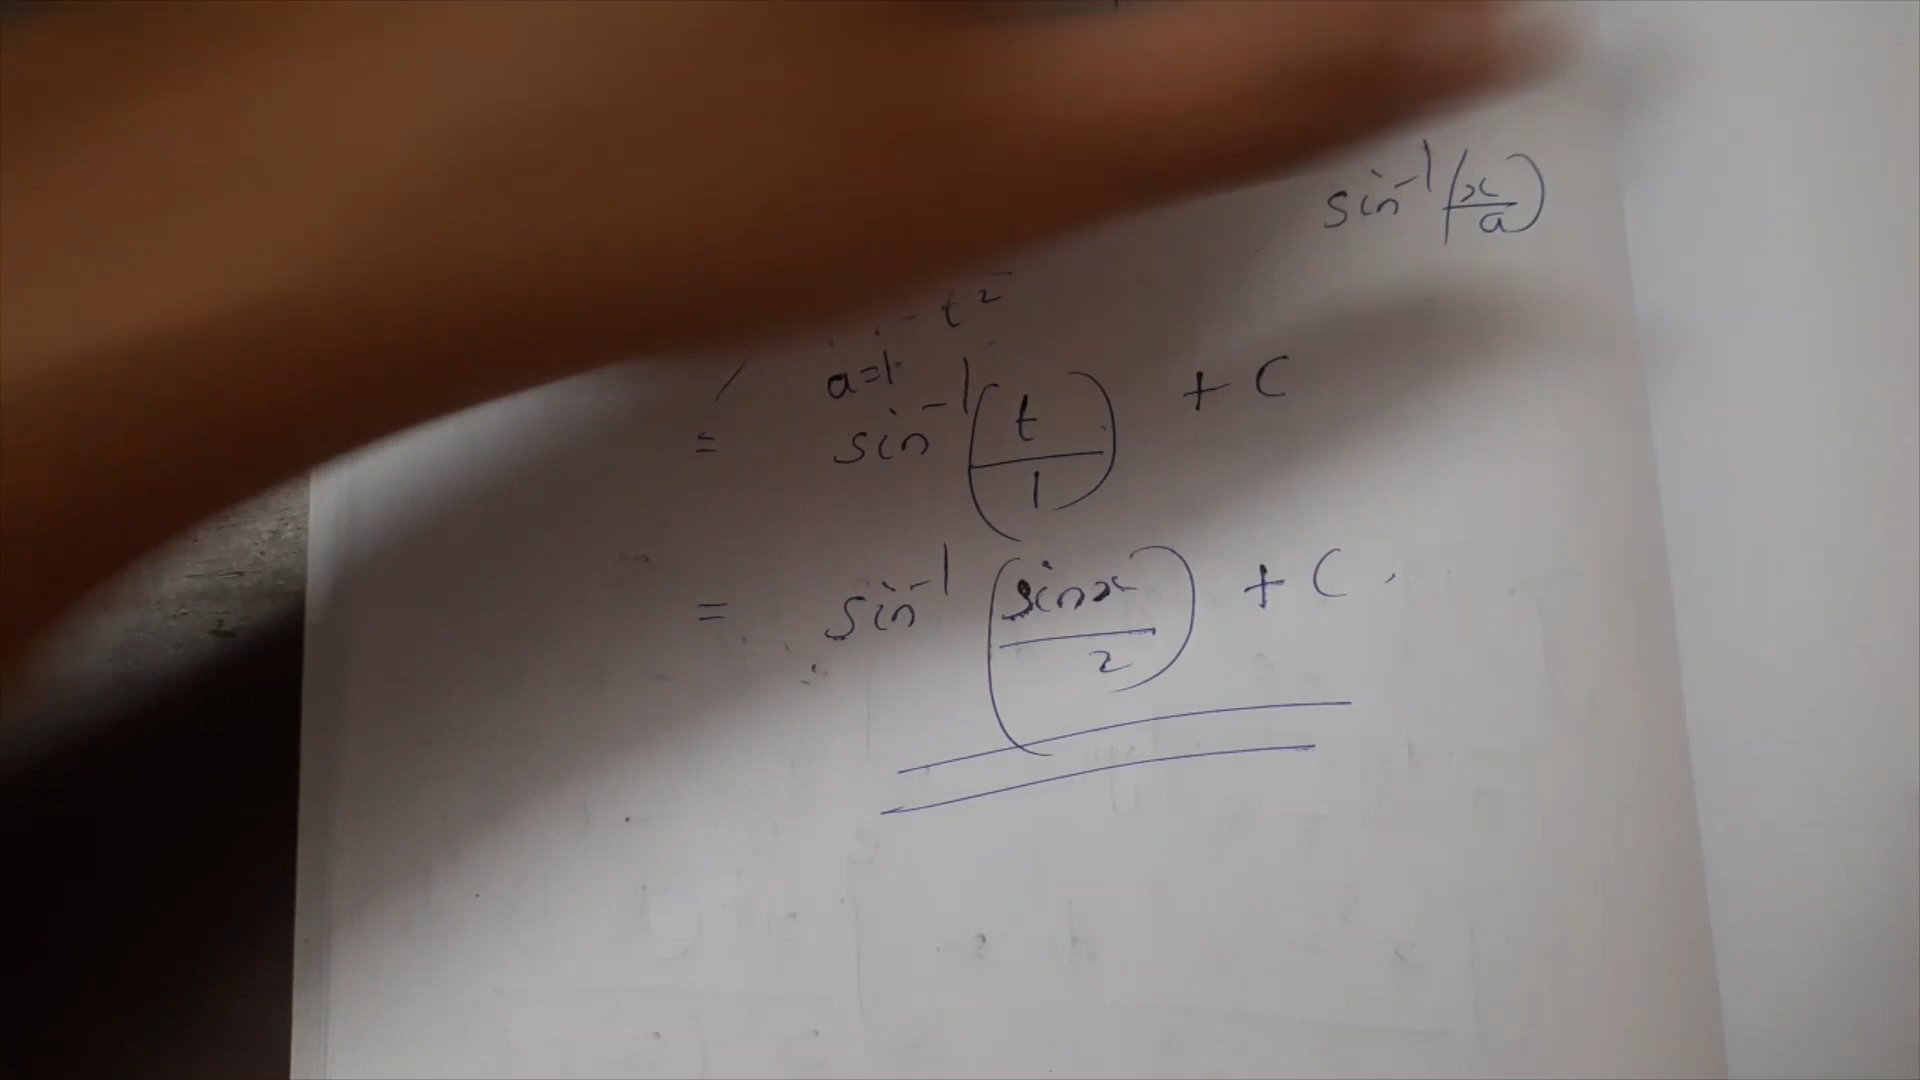 sin⁻¹(x/a)
- t²
a=1
= sin⁻¹(t/1) + C
= sin⁻¹(sinx/2) + C.